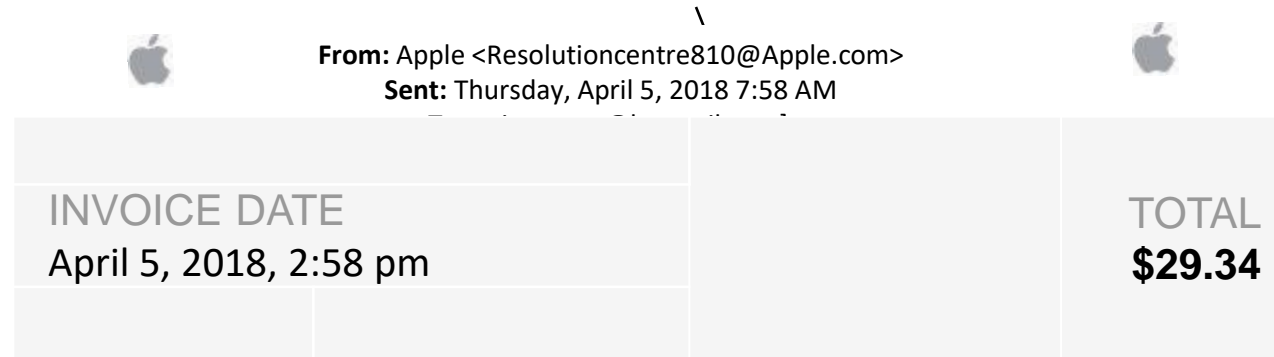 \
From: Apple <Resolutioncentre810@Apple.com>
Sent: Thursday, April 5, 2018 7:58 AM
INVOICE DATE
TOTAL
April 5, 2018, 2:58 pm
$29.34